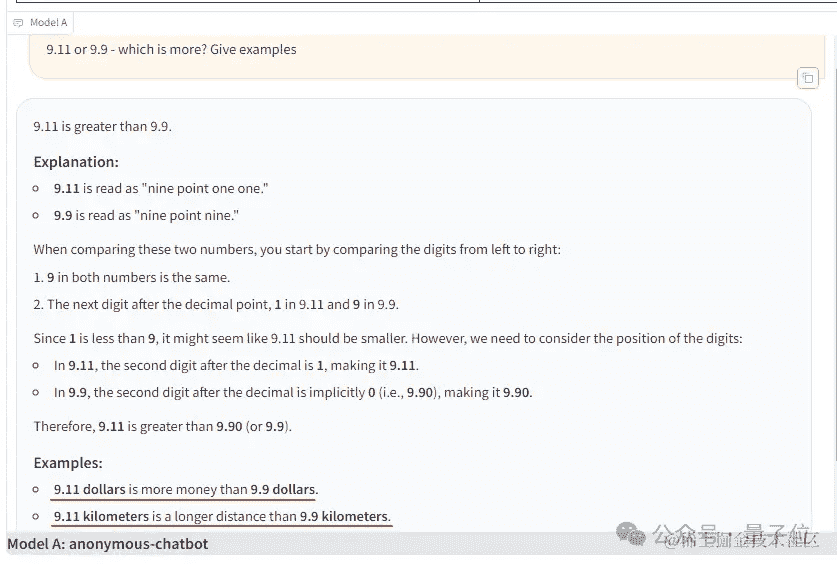 Model A
9.11 or 9.9 - which is more? Give examples
9.11 is greater than 9.9.
Explanation:
9.11 is read as "nine point one one."
9.9 is read as "nine point nine."
When comparing these two numbers, you start by comparing the digits from left to right:
1. 9 in both numbers is the same.
2. The next digit after the decimal point, 1 in 9.11 and 9 in 9.9.
Since 1 is less than 9, it might seem like 9.11 should be smaller. However, we need to consider the position of the digits:
In 9.11, the second digit after the decimal is 1, making it 9.11.
In 9.9, the second digit after the decimal is implicitly 0 (i.e., 9.90), making it 9.90.
Therefore, 9.11 is greater than 9.90 (or 9.9).
Examples:
9.11 dollars is more money than 9.9 dollars.
9.11 kilometers is a longer distance than 9.9 kilometers.
公众号·量子位
@稀土掘金技术社区
Model A: anonymous-chatbot